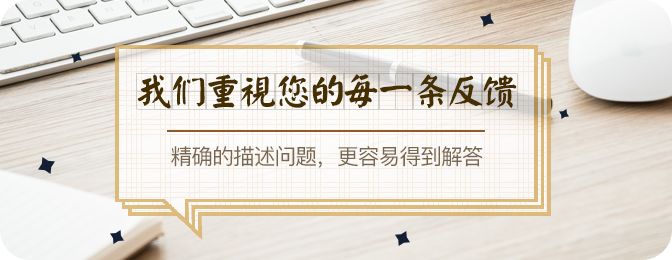 我们重視您的每一条反馈
精确的描述问题，更容易得到解答